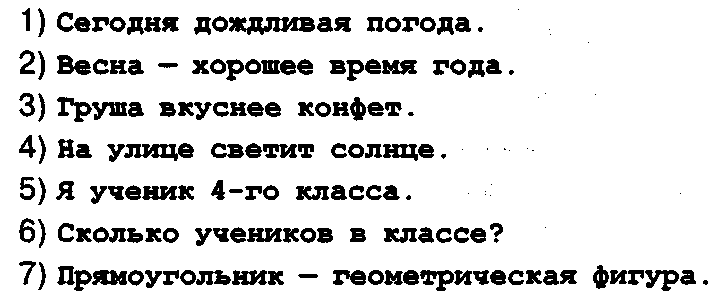 1) Сегодня дождливая погода.
2) Весна — хорошее время года.
3) Груша вкуснее конфет.
4) На улице светит солнце.
5) Я ученик 4-го класса.
6) Сколько учеников в классе?
7) Прямоугольник — геометрическая фигура.